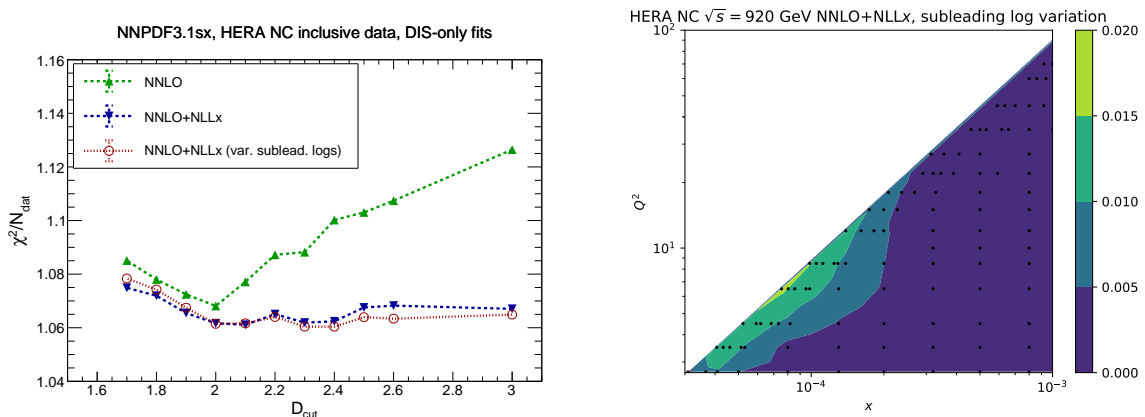 NNPDF3.1sx, HERA NC inclusive data, DIS-only fits
1.16
1.14
1.12
1.1
1.08
1.06
1.04
χ²/N_dat
NNLO
NNLO+NLLx
NNLO+NLLx (var. sublead. logs)
1.6 1.8 2 2.2 2.4 2.6 2.8 3
D_cut
HERA NC √s = 920 GeV NNLO+NLLx, subleading log variation
10²
10¹
Q²
10⁻⁴ 10⁻³
x
0.020
0.015
0.010
0.005
0.000